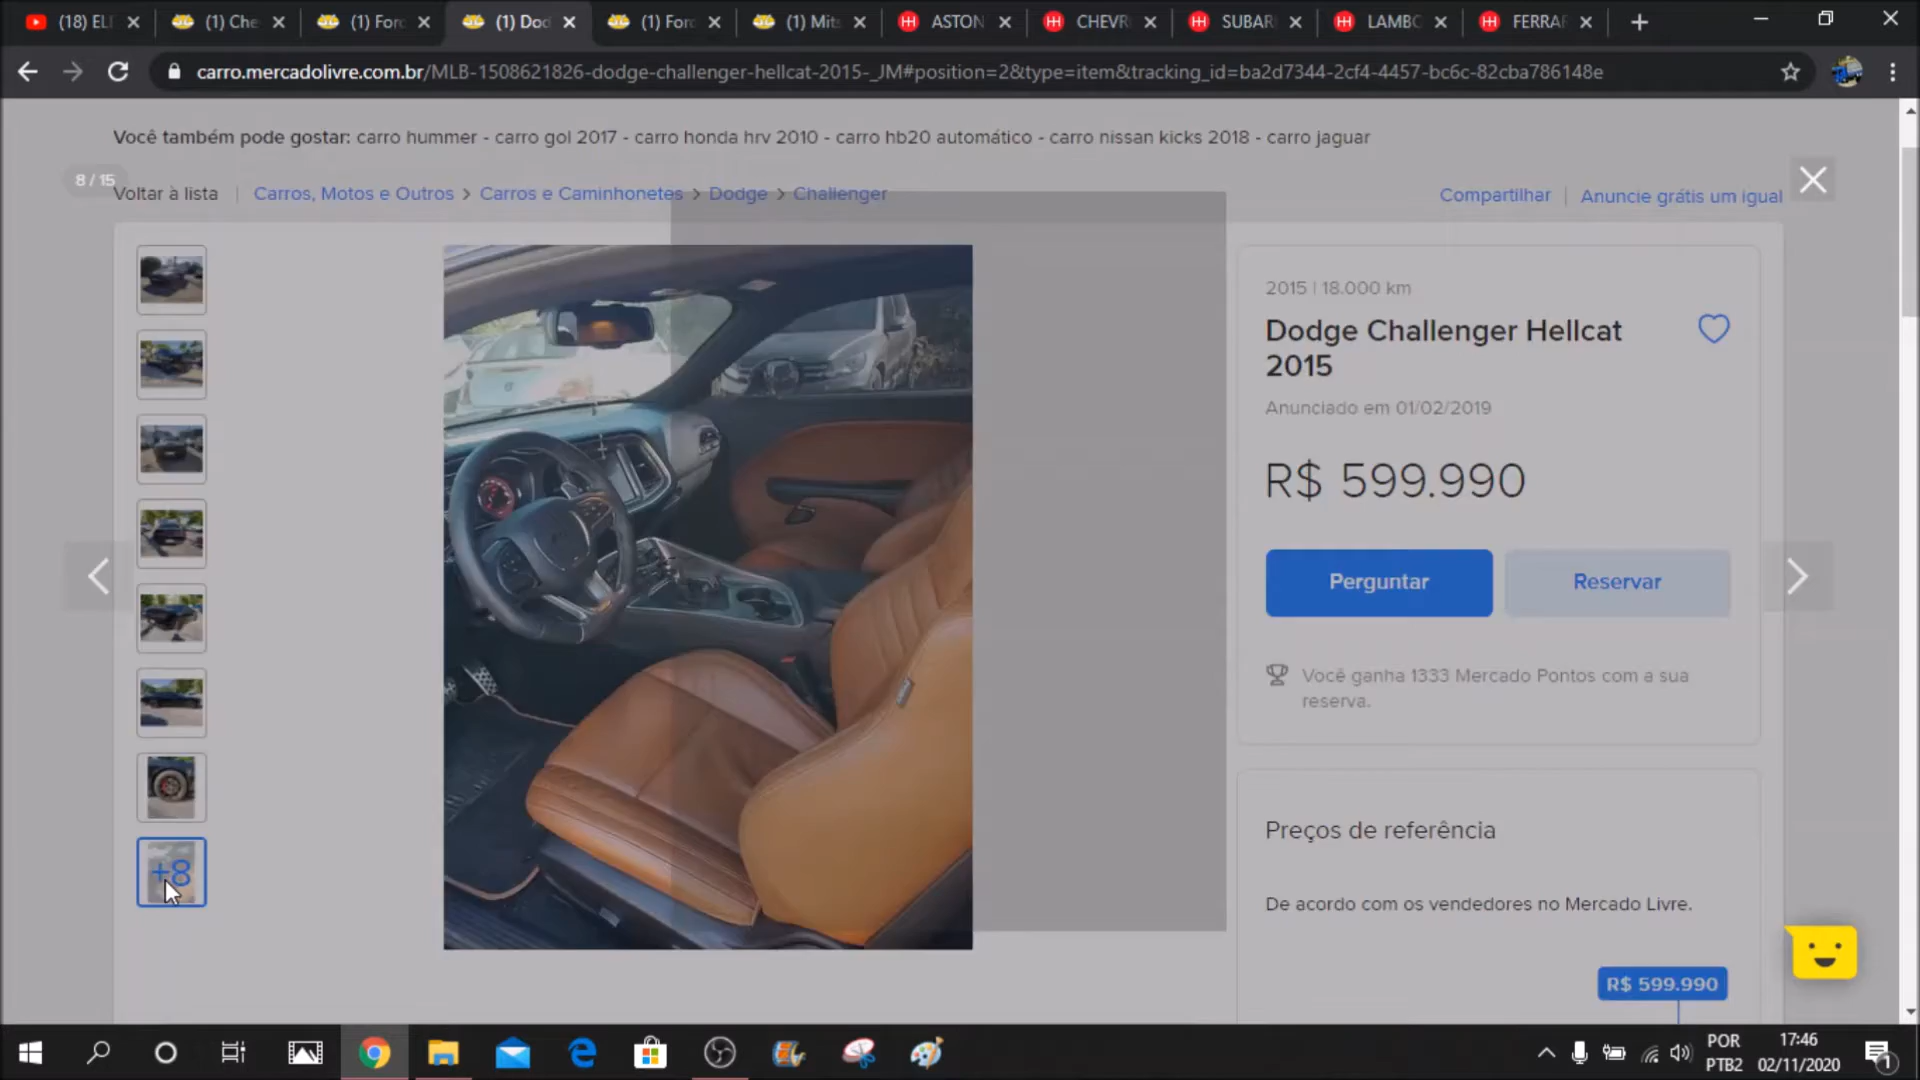 (18) ELI
(1) Che
(1) Ford
(1) Dod
(1) Ford
(1) Mits
ASTON
CHEVR
SUBAR
LAMBO
FERRAR
carro.mercadolivre.com.br/MLB-1508621826-dodge-challenger-hellcat-2015-_JM#position=2&type=item&tracking_id=ba2d7344-2cf4-4457-bc6c-82cba786148e
Você também pode gostar: carro hummer - carro gol 2017 - carro honda hrv 2010 - carro hb20 automático - carro nissan kicks 2018 - carro jaguar
8 / 15
Voltar à lista | Carros, Motos e Outros > Carros e Caminhonetes > Dodge > Challenger
Compartilhar | Anuncie grátis um igual
2015 | 18.000 km
Dodge Challenger Hellcat
2015
Anunciado em 01/02/2019
R$ 599.990
Perguntar
Reservar
Você ganha 1333 Mercado Pontos com a sua
reserva.
+8
Preços de referência
De acordo com os vendedores no Mercado Livre.
R$ 599.990
POR
PTB2
17:46
02/11/2020
1